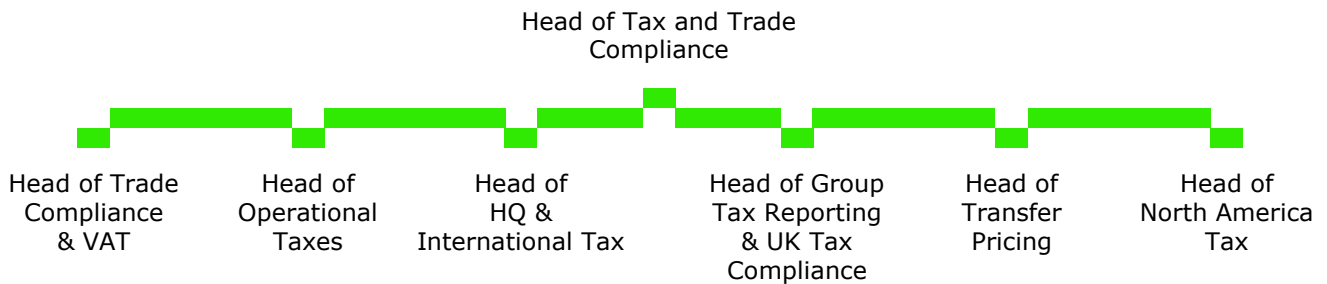 Head of Tax and Trade
Compliance
Head of Trade
Compliance
& VAT
Head of
Operational
Taxes
Head of
HQ &
International Tax
Head of Group
Tax Reporting
& UK Tax
Compliance
Head of
Transfer
Pricing
Head of
North America
Tax